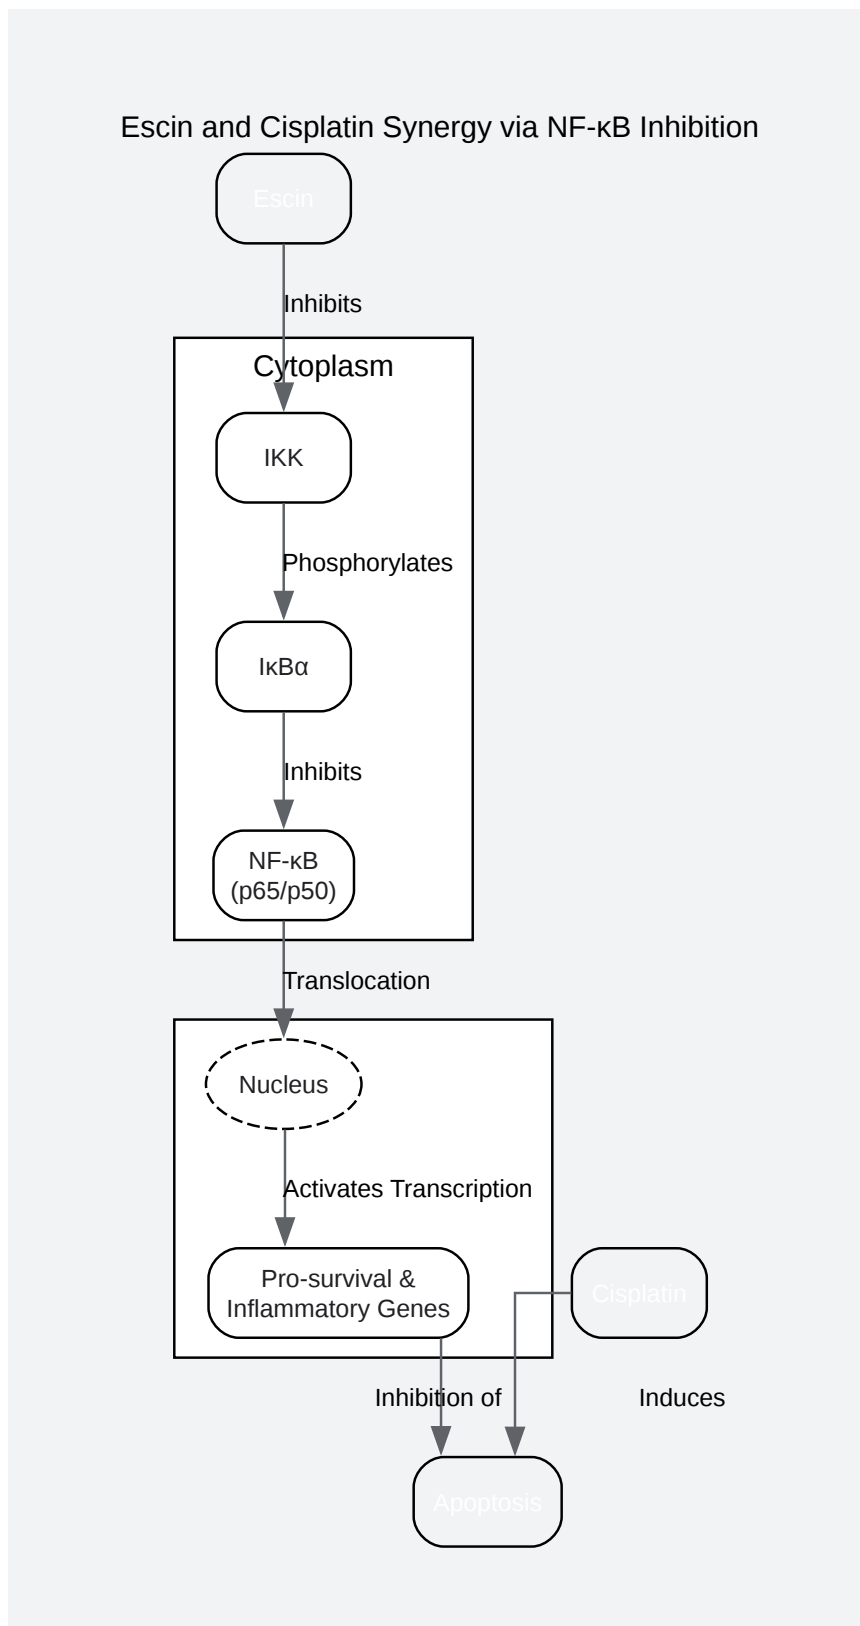 Escin and Cisplatin Synergy via NF-κB Inhibition
Escin
Inhibits
Cytoplasm
IKK
Phosphorylates
IκBα
Inhibits
NF-κB
(p65/p50)
Translocation
Nucleus
Activates Transcription
Pro-survival &
Inflammatory Genes
Cisplatin
Inhibition of
Induces
Apoptosis